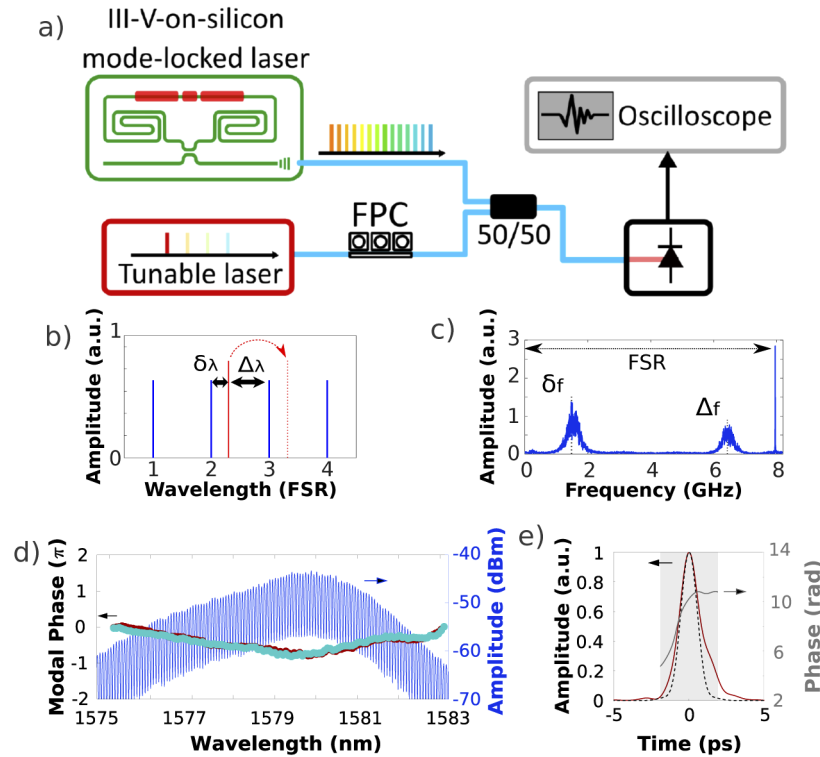 a)
III-V-on-silicon
mode-locked laser
Oscilloscope
FPC
50/50
Tunable laser
b)
Amplitude (a.u.)
1
0
δλ
Δλ
1 2 3 4
Wavelength (FSR)
c)
Amplitude (a.u.)
3
2
1
0
FSR
δf
Δf
0 2 4 6 8
Frequency (GHz)
d)
Modal Phase (π)
2
1
0
-1
-2
1575 1577 1579 1581 1583
Wavelength (nm)
-40
-50
-60
-70
Amplitude (dBm)
e)
Amplitude (a.u.)
1
0.8
0.6
0.4
0.2
0
-5 0 5
Time (ps)
14
10
6
2
Phase (rad)